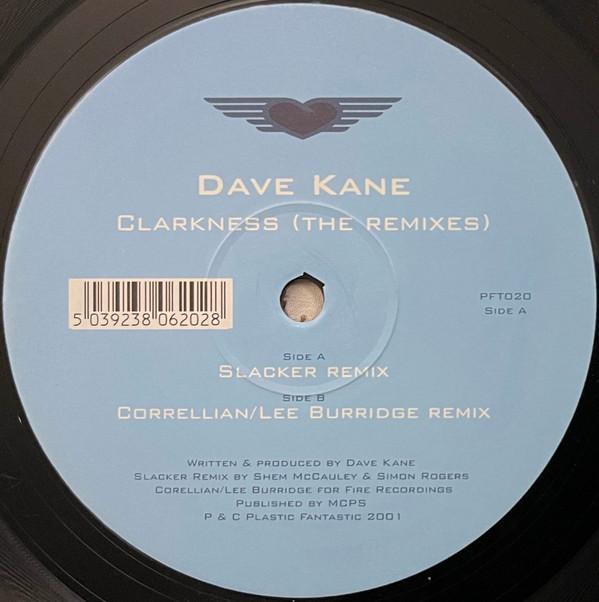 DAVE KANE
CLARKNESS (THE REMIXES)
5 039238 062028
PFT020
SIDE A
SIDE A
SLACKER REMIX
SIDE B
CORRELLIAN/LEE BURRIDGE REMIX
WRITTEN & PRODUCED BY DAVE KANE
SLACKER REMIX BY SHEM MCCAULEY & SIMON ROGERS
CORELLIAN/LEE BURRIDGE FOR FIRE RECORDINGS
PUBLISHED BY MCPS
P & C PLASTIC FANTASTIC 2001